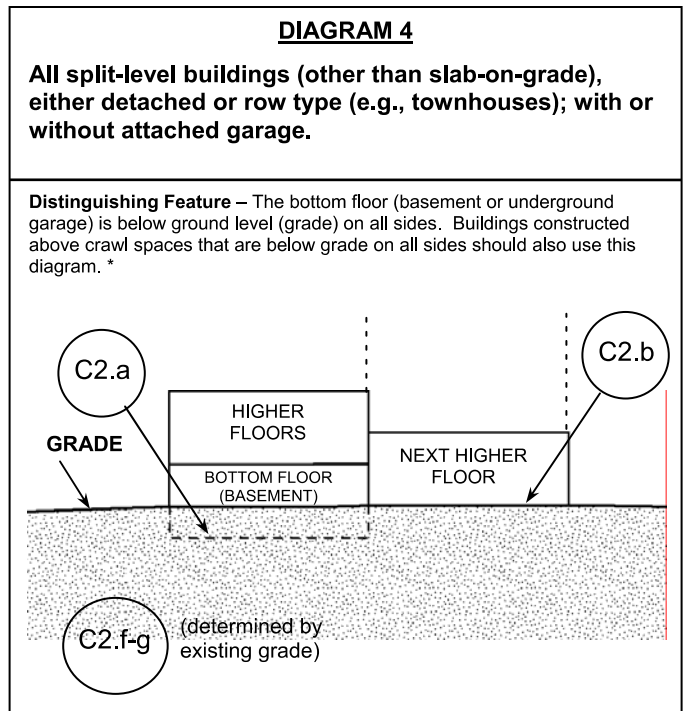 DIAGRAM 4
All split-level buildings (other than slab-on-grade),
either detached or row type (e.g., townhouses); with or
without attached garage.
Distinguishing Feature – The bottom floor (basement or underground
garage) is below ground level (grade) on all sides. Buildings constructed
above crawl spaces that are below grade on all sides should also use this
diagram. *
C2.a
C2.b
HIGHER
FLOORS
GRADE
NEXT HIGHER
FLOOR
BOTTOM FLOOR
(BASEMENT)
C2.f-g
(determined by
existing grade)